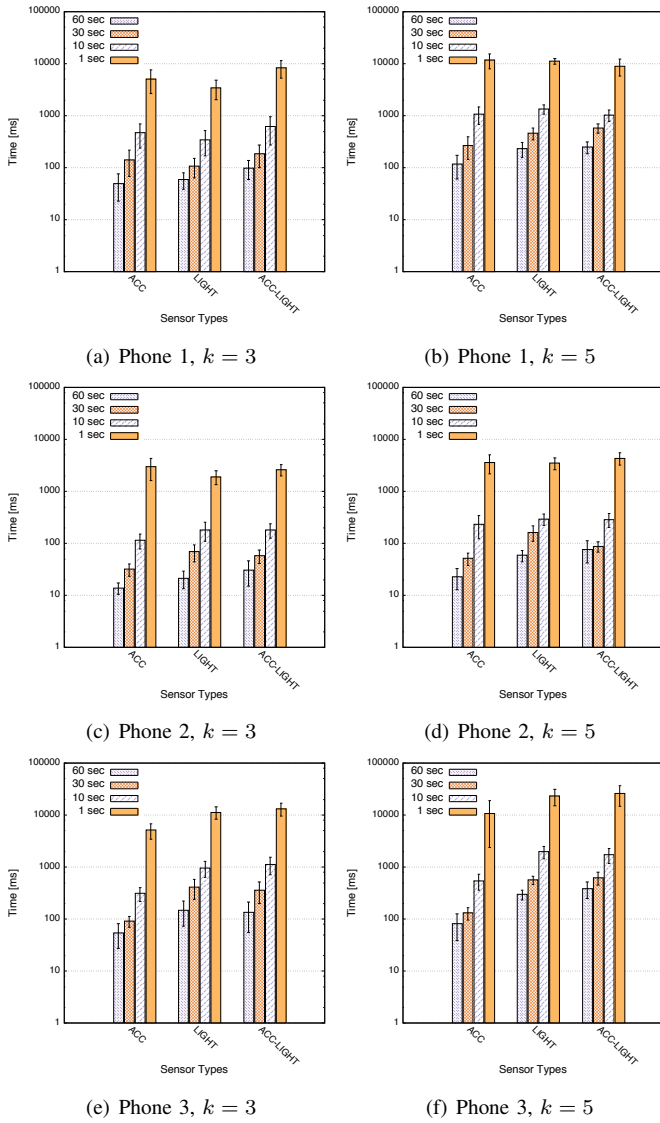 100000
10000
1000
100
10
1
Time [ms]
60 sec
30 sec
10 sec
1 sec
ACC
LIGHT
ACC-LIGHT
Sensor Types
(a) Phone 1, k = 3
100000
10000
1000
100
10
1
Time [ms]
60 sec
30 sec
10 sec
1 sec
ACC
LIGHT
ACC-LIGHT
Sensor Types
(b) Phone 1, k = 5
100000
10000
1000
100
10
1
Time [ms]
60 sec
30 sec
10 sec
1 sec
ACC
LIGHT
ACC-LIGHT
Sensor Types
(c) Phone 2, k = 3
100000
10000
1000
100
10
1
Time [ms]
60 sec
30 sec
10 sec
1 sec
ACC
LIGHT
ACC-LIGHT
Sensor Types
(d) Phone 2, k = 5
100000
10000
1000
100
10
1
Time [ms]
60 sec
30 sec
10 sec
1 sec
ACC
LIGHT
ACC-LIGHT
Sensor Types
(e) Phone 3, k = 3
100000
10000
1000
100
10
1
Time [ms]
60 sec
30 sec
10 sec
1 sec
ACC
LIGHT
ACC-LIGHT
Sensor Types
(f) Phone 3, k = 5